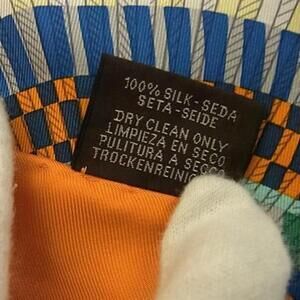 100% SILK-SEDA
SETA-SEIDE
DRY CLEAN ONLY
LIMPIEZA EN SECO
PULITURA A SECCO